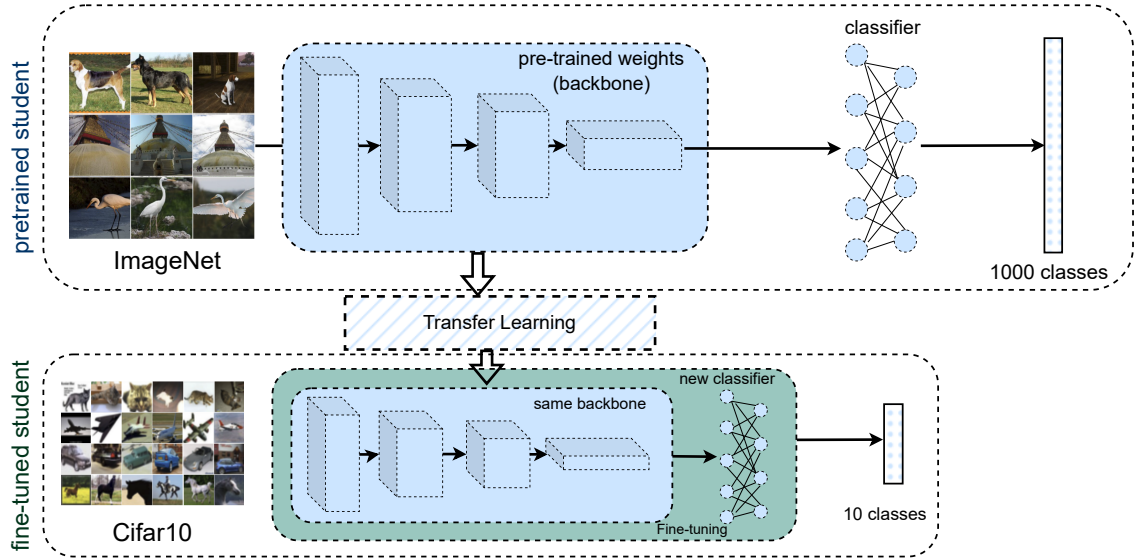 classifier
pre-trained weights
(backbone)
pretrained student
ImageNet
1000 classes
Transfer Learning
new classifier
same backbone
fine-tuned student
Fine-tuning
10 classes
Cifar10